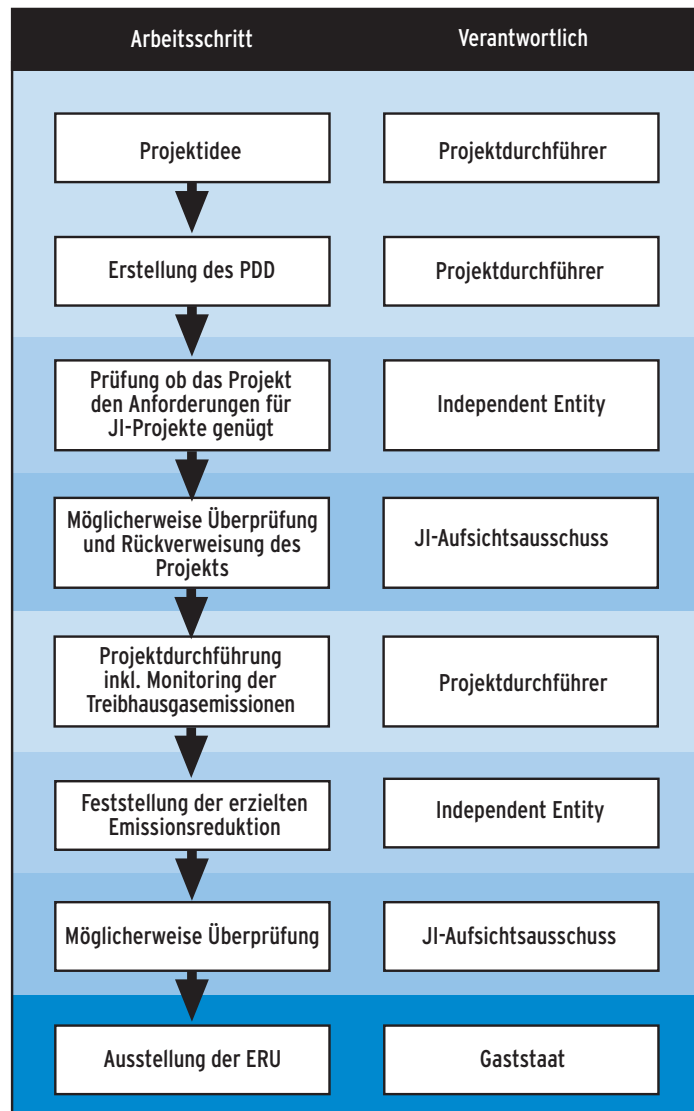 Arbeitsschritt Verantwortlich
Projektidee Projektdurchführer
Erstellung des PDD Projektdurchführer
Prüfung ob das Projekt
den Anforderungen für
JI-Projekte genügt
Independent Entity
Möglicherweise Überprüfung
und Rückverweisung des
Projekts
JI-Aufsichtsausschuss
Projektdurchführung
inkl. Monitoring der
Treibhausgasemissionen
Projektdurchführer
Feststellung der erzielten
Emissionsreduktion
Independent Entity
Möglicherweise Überprüfung JI-Aufsichtsausschuss
Ausstellung der ERU Gaststaat